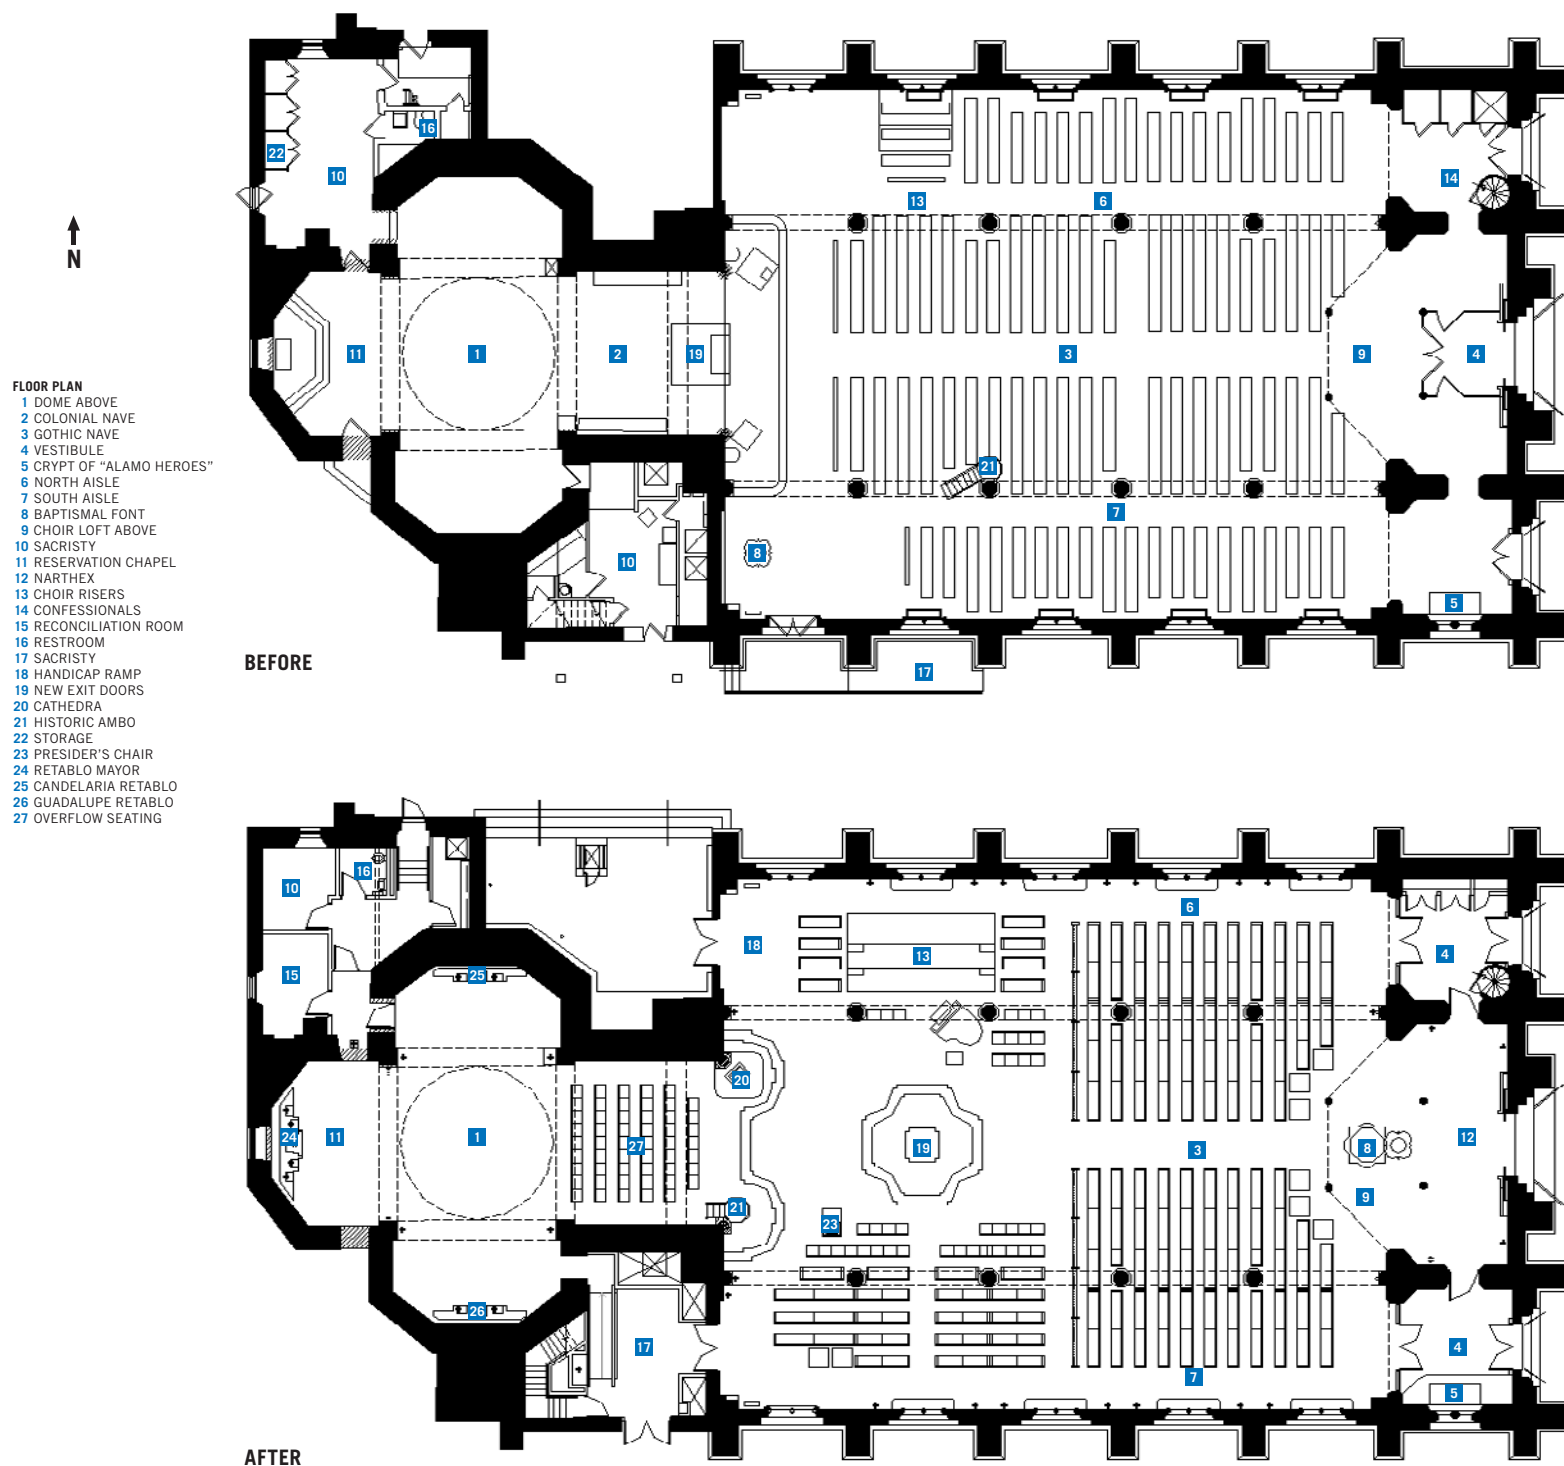 N
FLOOR PLAN
1 DOME ABOVE
2 COLONIAL NAVE
3 GOTHIC NAVE
4 VESTIBULE
5 CRYPT OF “ALAMO HEROES”
6 NORTH AISLE
7 SOUTH AISLE
8 BAPTISMAL FONT
9 CHOIR LOFT ABOVE
10 SACRISTY
11 RESERVATION CHAPEL
12 NARTHEX
13 CHOIR RISERS
14 CONFESSIONALS
15 RECONCILIATION ROOM
16 RESTROOM
17 SACRISTY
18 HANDICAP RAMP
19 NEW EXIT DOORS
20 CATHEDRA
21 HISTORIC AMBO
22 STORAGE
23 PRESIDER’S CHAIR
24 RETABLO MAYOR
25 CANDELARIA RETABLO
26 GUADALUPE RETABLO
27 OVERFLOW SEATING
16
22
10
14
13
6
11
1
2
19
3
9
4
21
7
8
10
5
17
BEFORE
16
10
6
18
13
4
15
25
20
24
11
1
27
19
3
8
12
9
21
23
26
17
7
4
5
AFTER